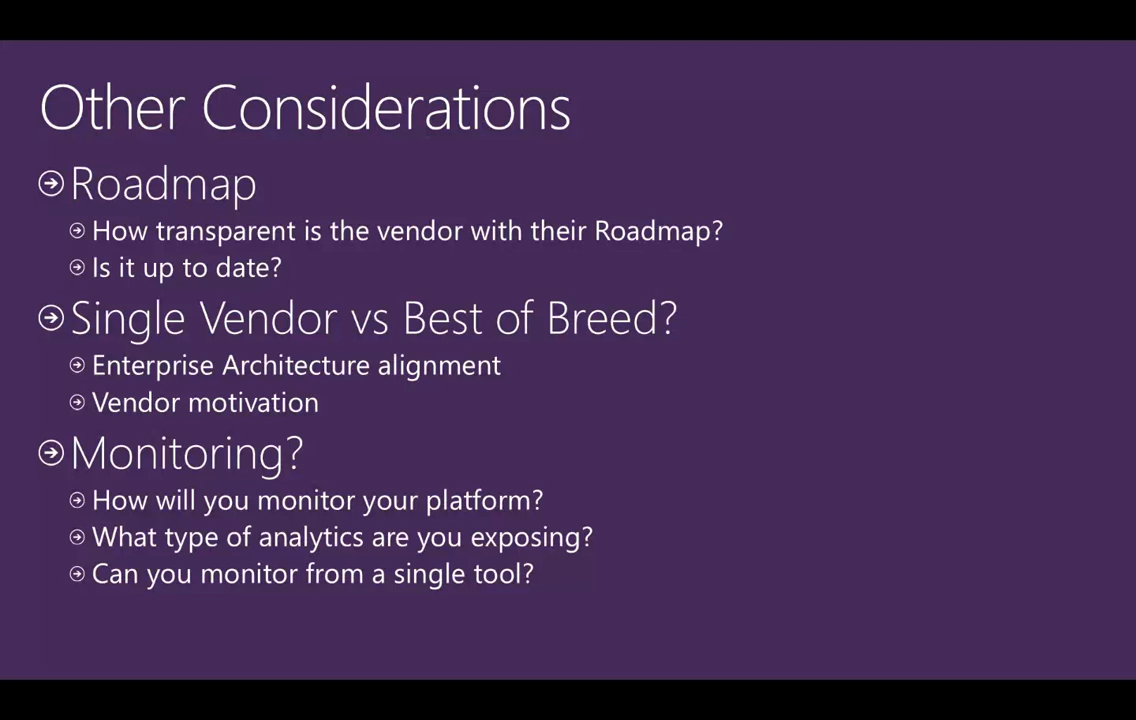 Other Considerations
Roadmap
How transparent is the vendor with their Roadmap?
Is it up to date?
Single Vendor vs Best of Breed?
Enterprise Architecture alignment
Vendor motivation
Monitoring?
How will you monitor your platform?
What type of analytics are you exposing?
Can you monitor from a single tool?